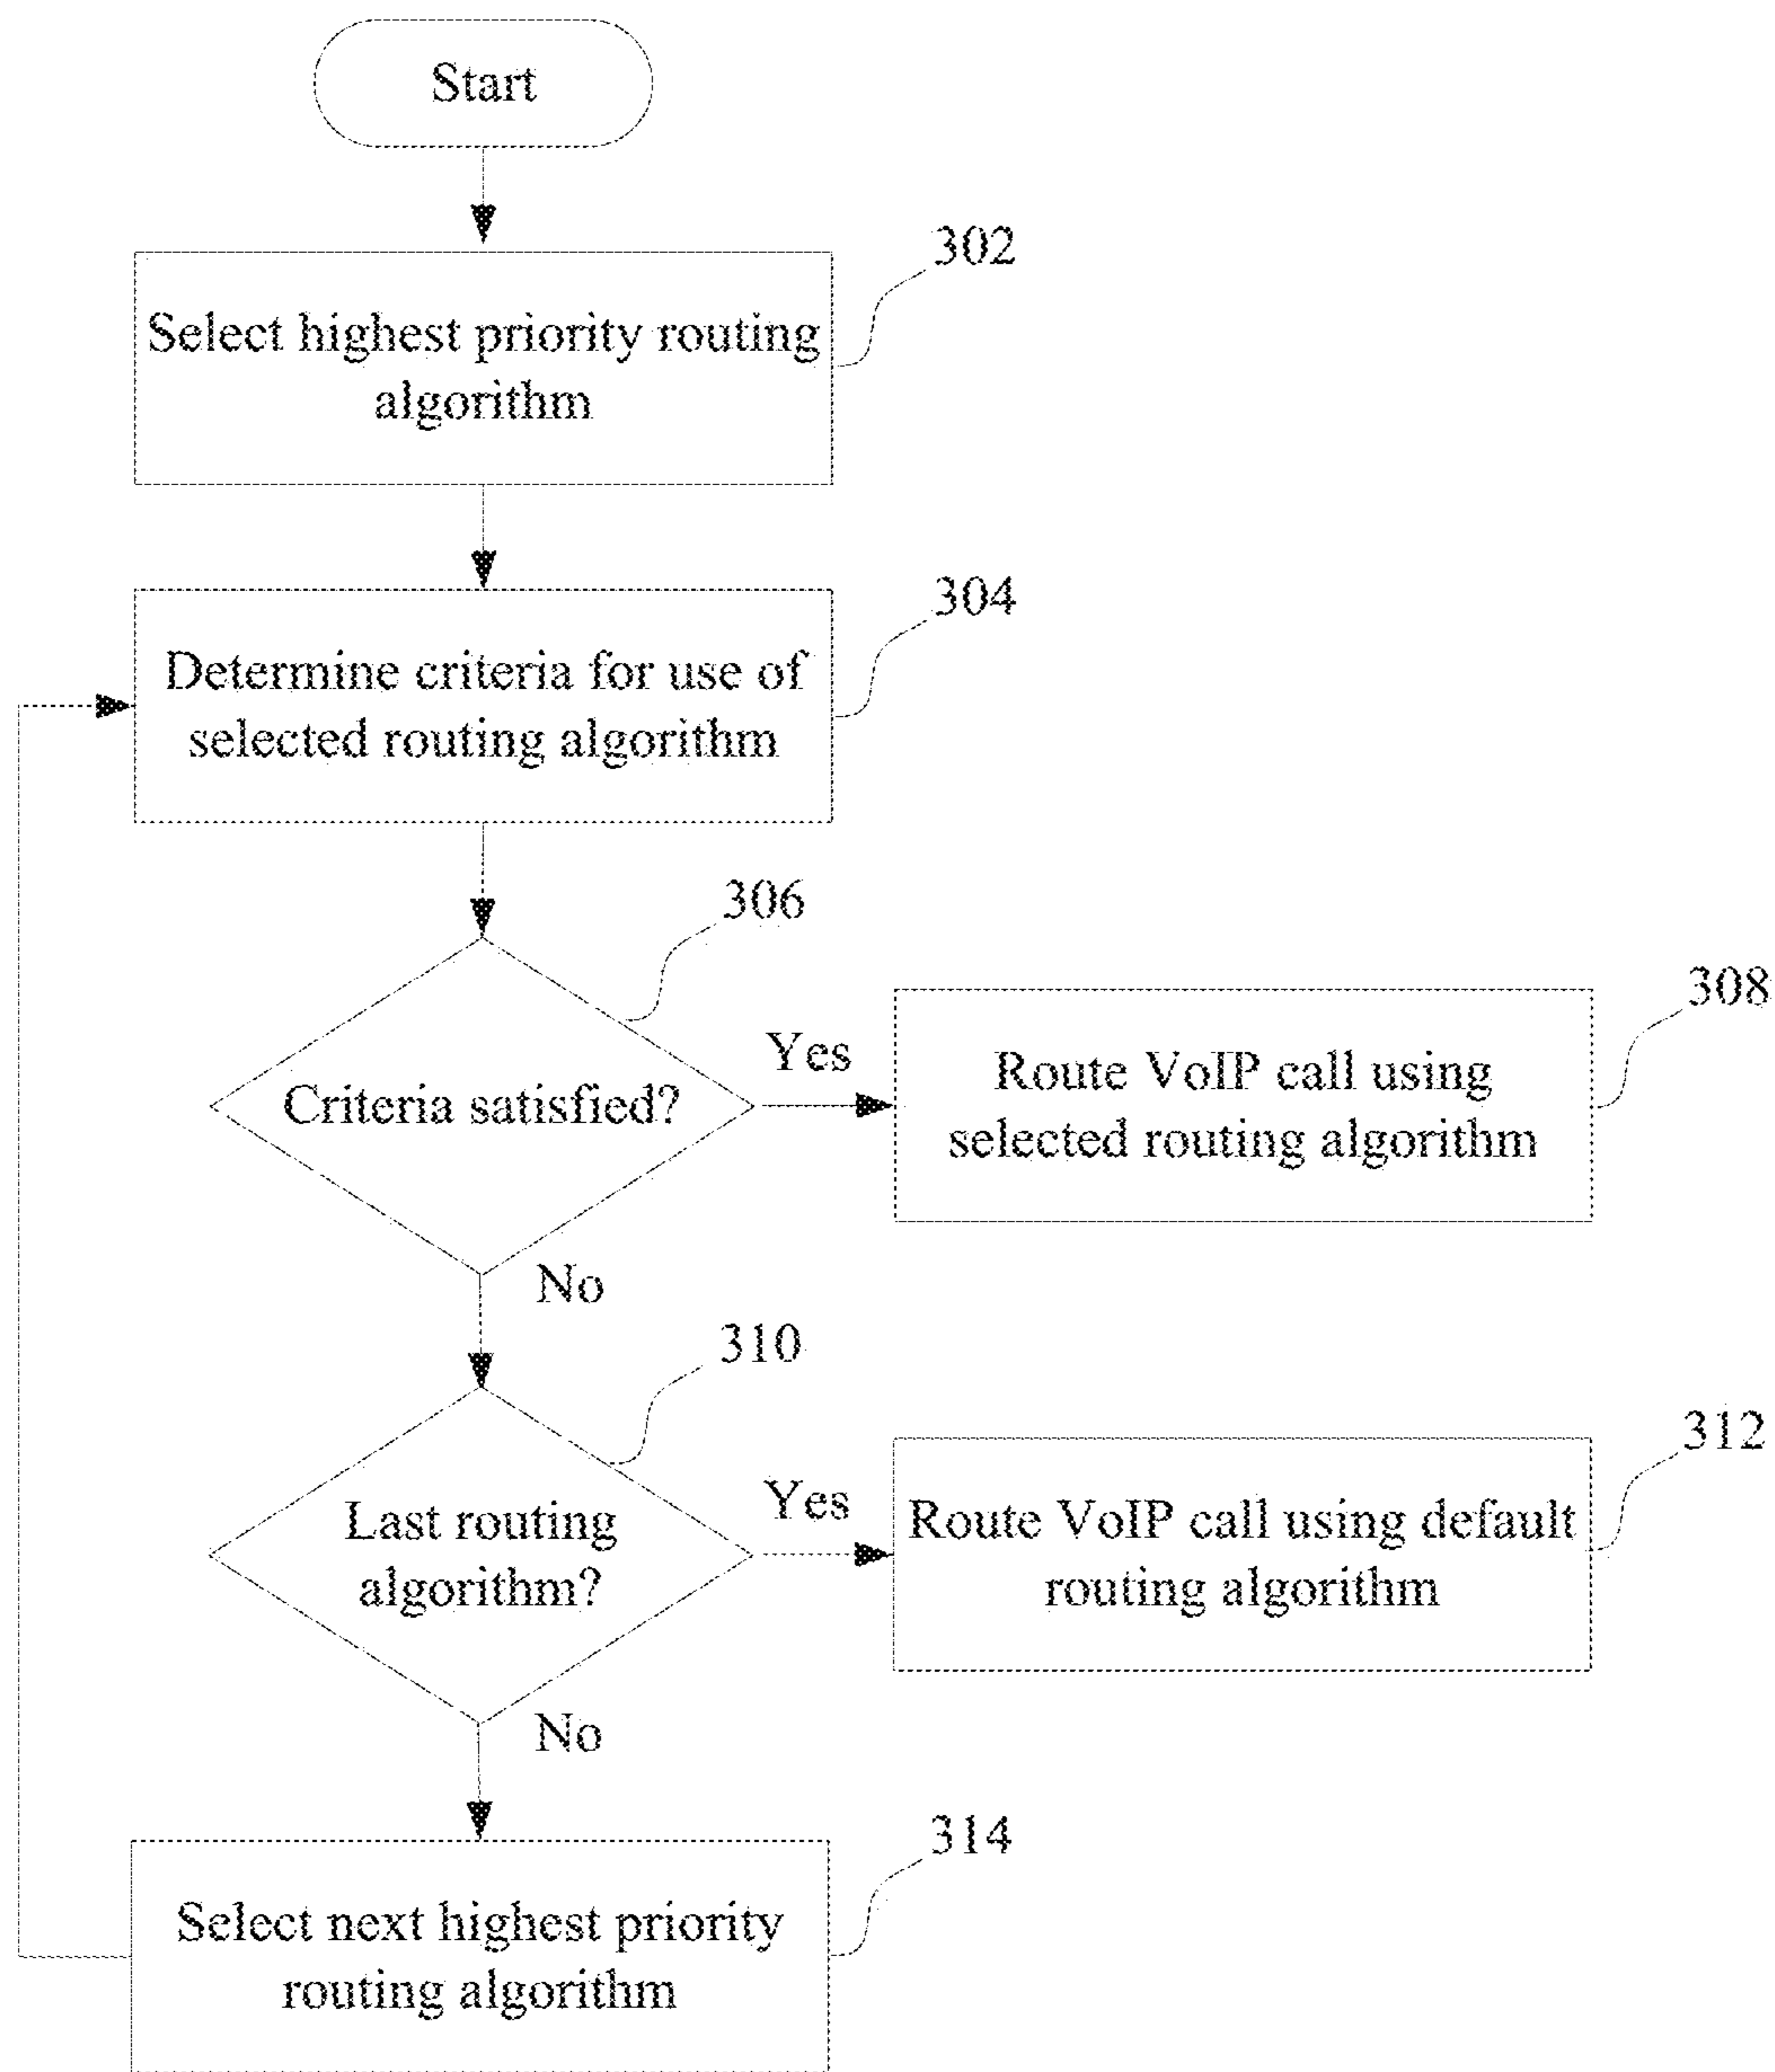 Start
302
Select highest priority routing
algorithm
304
Determine criteria for use of
selected routing algorithm
306
Criteria satisfied?
Yes
308
Route VoIP call using
selected routing algorithm
No
310
Last routing
algorithm?
Yes
312
Route VoIP call using default
routing algorithm
No
314
Select next highest priority
routing algorithm